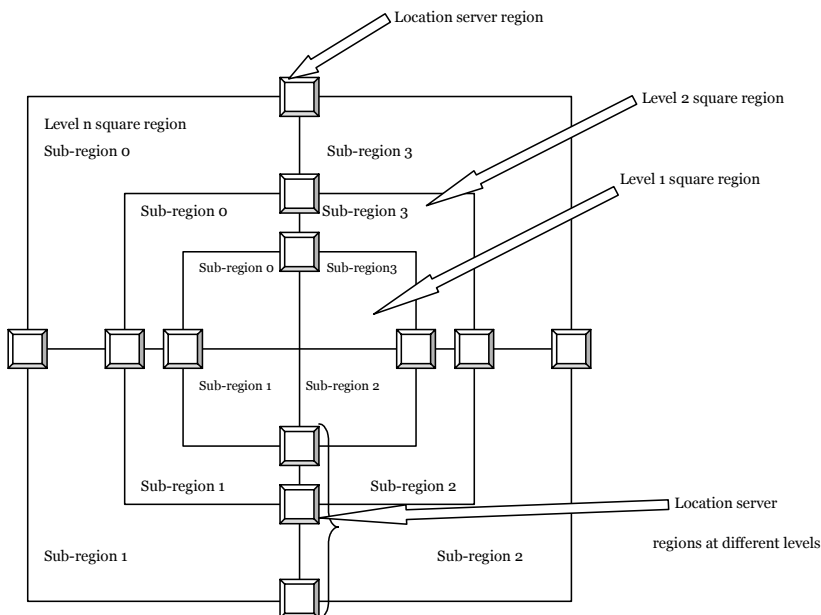 Location server region
Level 2 square region
Level n square region
Sub-region 0
Sub-region 3
Level 1 square region
Sub-region 0
Sub-region 3
Sub-region 0
Sub-region3
Sub-region 1
Sub-region 2
Sub-region 1
Sub-region 2
Location server
regions at different levels
Sub-region 1
Sub-region 2